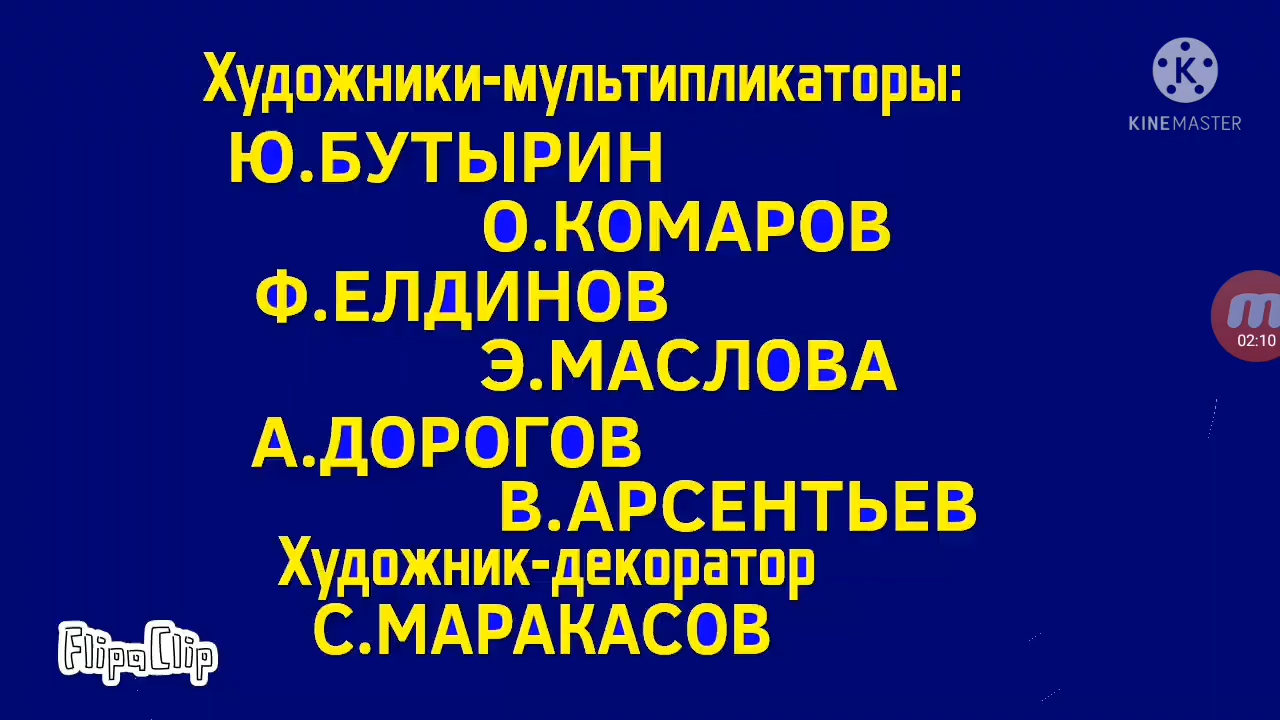 Художники-мультипликаторы:
Ю.БУТЫРИН
О.КОМАРОВ
Ф.ЕЛДИНОВ
Э.МАСЛОВА
А.ДОРОГОВ
В.АРСЕНТЬЕВ
Художник-декоратор
С.МАРАКАСОВ
K
KINEMASTER
m
02:10
FlipaClip